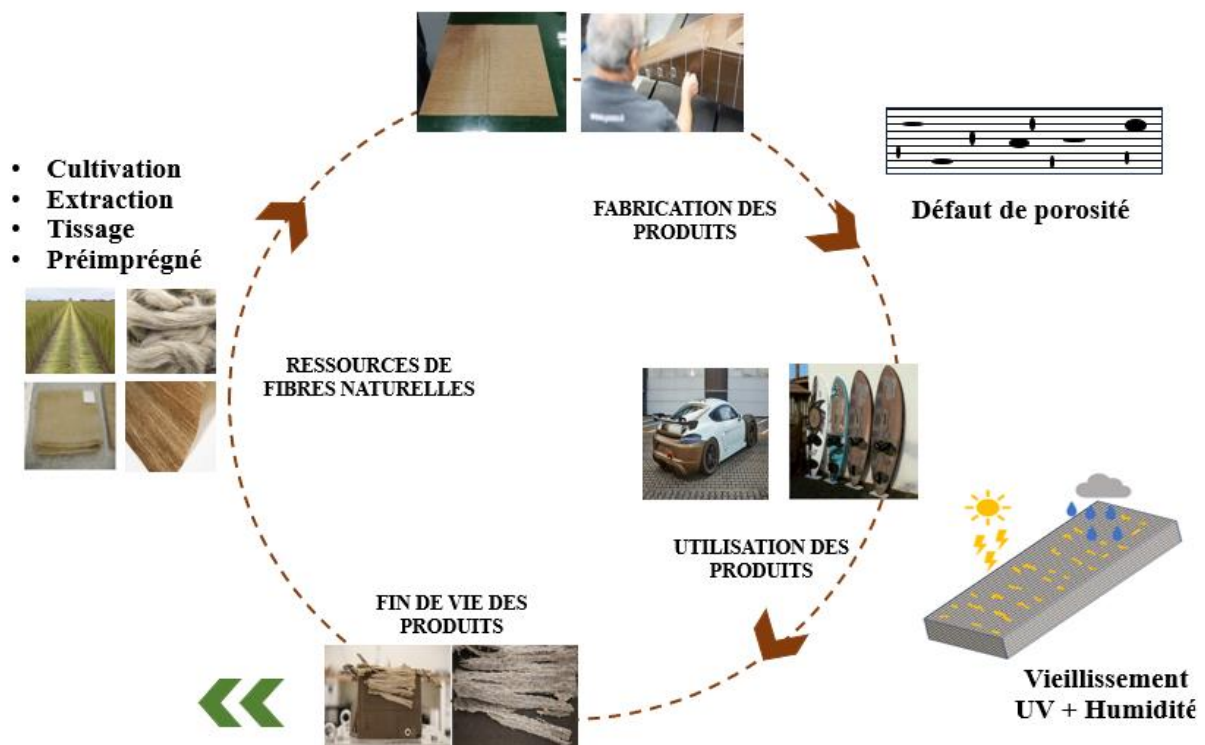 • Cultivation
• Extraction
• Tissage
• Préimprégné
FABRICATION DES
PRODUITS
Défaut de porosité
RESSOURCES DE
FIBRES NATURELLES
UTILISATION DES
PRODUITS
FIN DE VIE DES
PRODUITS
Vieillissement
UV + Humidité